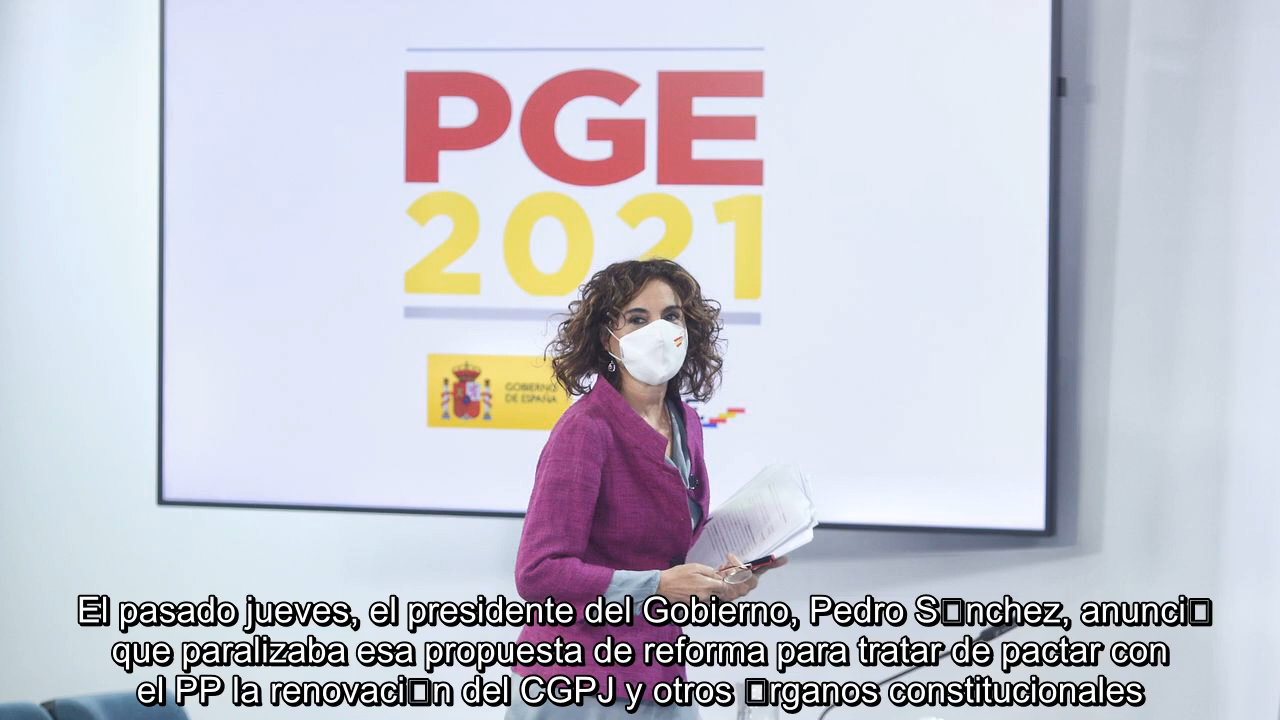 PGE
2021
GOBIERNO
DE ESPAÑA
El pasado jueves, el presidente del Gobierno, Pedro S□nchez, anunci□
que paralizaba esa propuesta de reforma para tratar de pactar con
el PP la renovaci□n del CGPJ y otros □rganos constitucionales